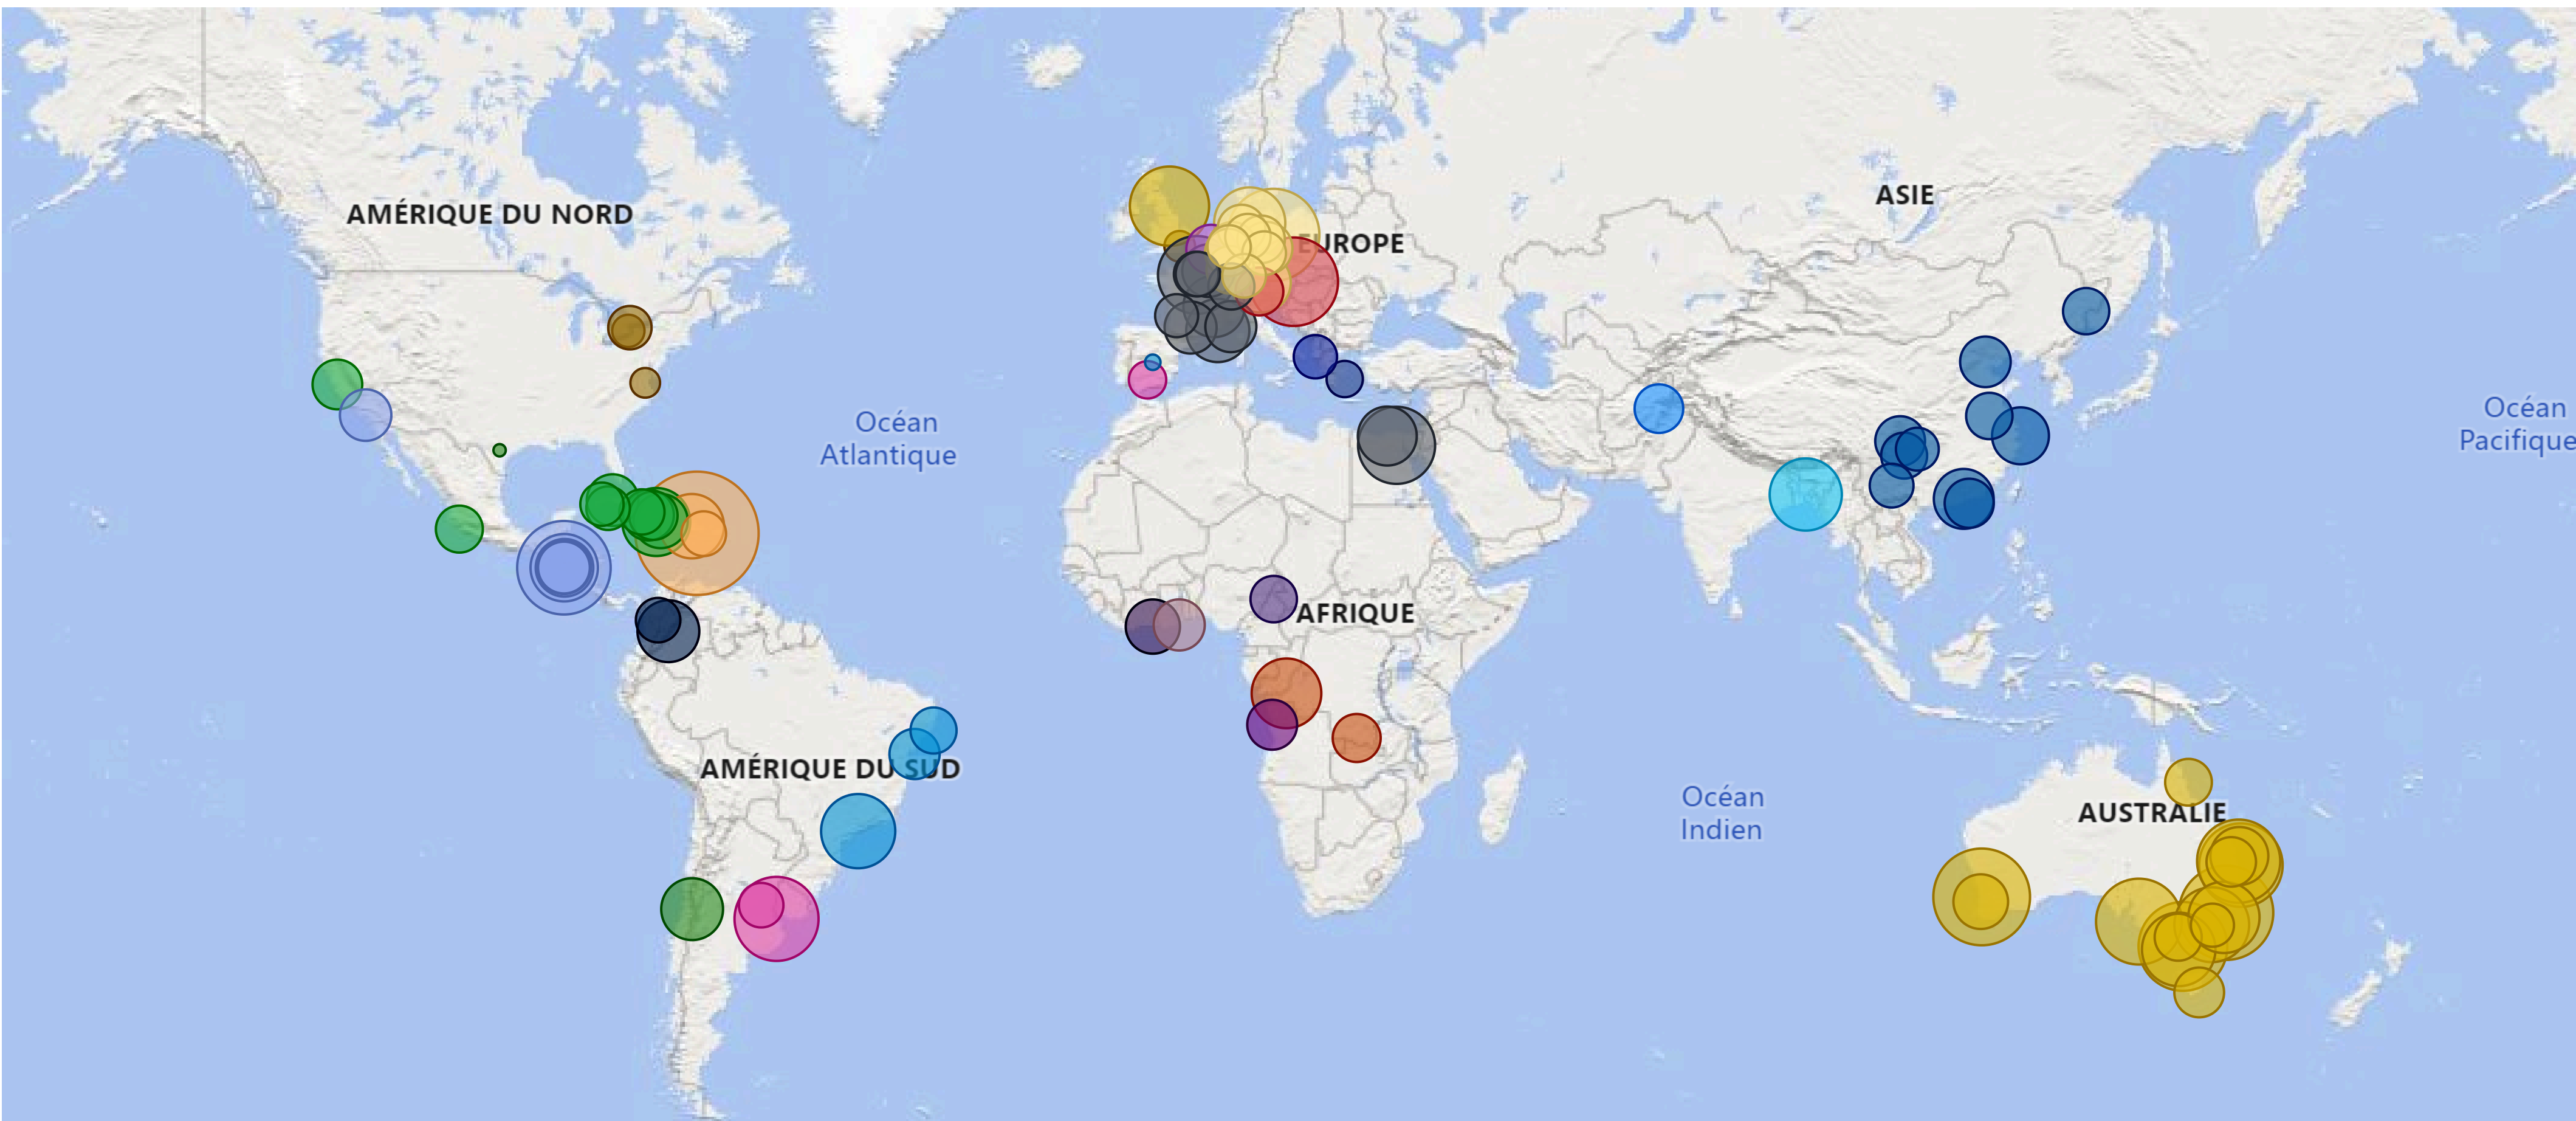 ASIE
AMÉRIQUE DU NORD
EUROPE
Océan
Atlantique
Océan
Pacifique
AFRIQUE
AMÉRIQUE DU SUD
Océan
Indien
AUSTRALIE